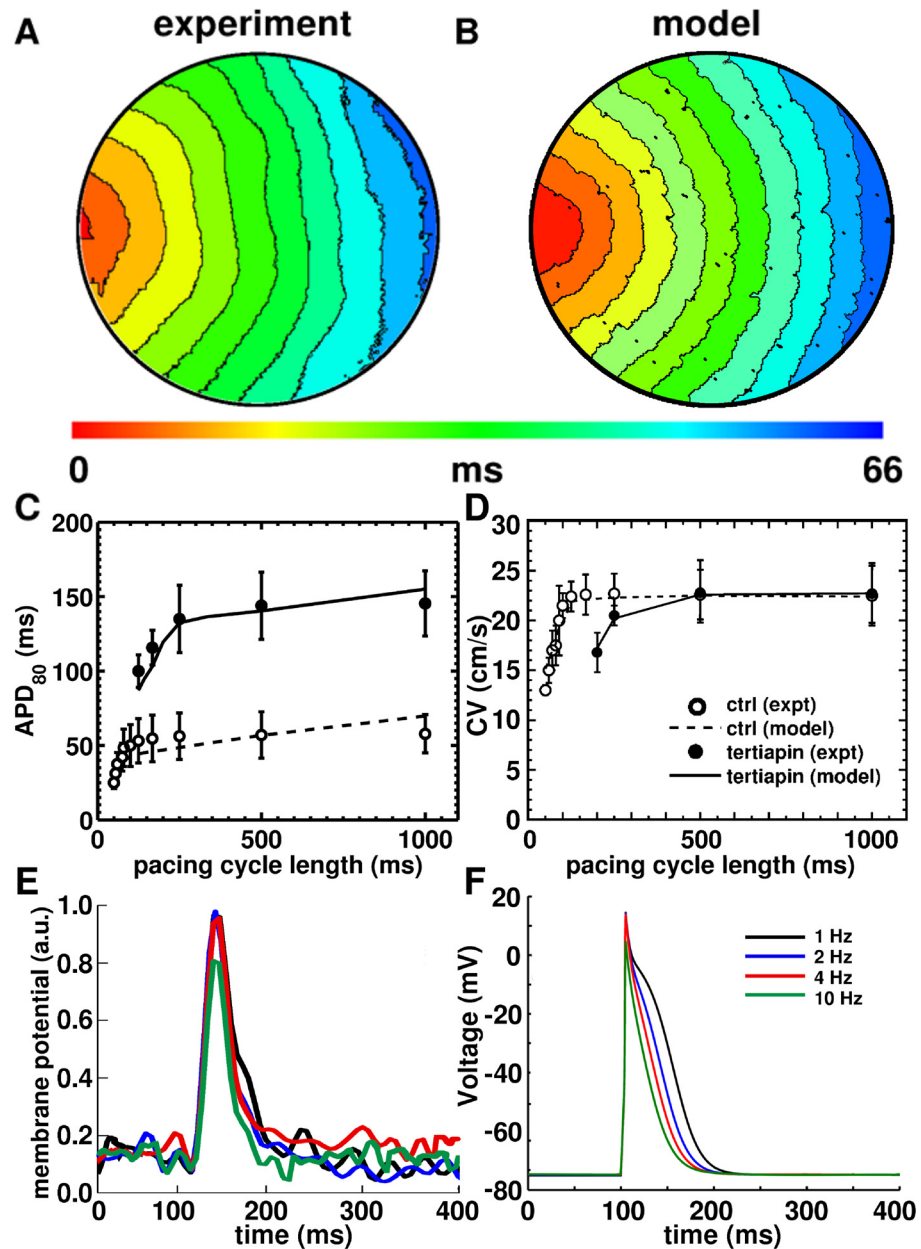 A experiment B model
0 ms 66
C D
200
150
100
50
0
APD80 (ms)
0 500 1000
pacing cycle length (ms)
30
25
20
15
10
5
0
CV (cm/s)
ctrl (expt)
ctrl (model)
tertiapin (expt)
tertiapin (model)
0 500 1000
pacing cycle length (ms)
E F
1.0
0.8
0.6
0.4
0.2
0.0
membrane potential (a.u.)
0 100 200 300 400
time (ms)
20
0
-20
-40
-60
-80
Voltage (mV)
1 Hz
2 Hz
4 Hz
10 Hz
0 100 200 300 400
time (ms)